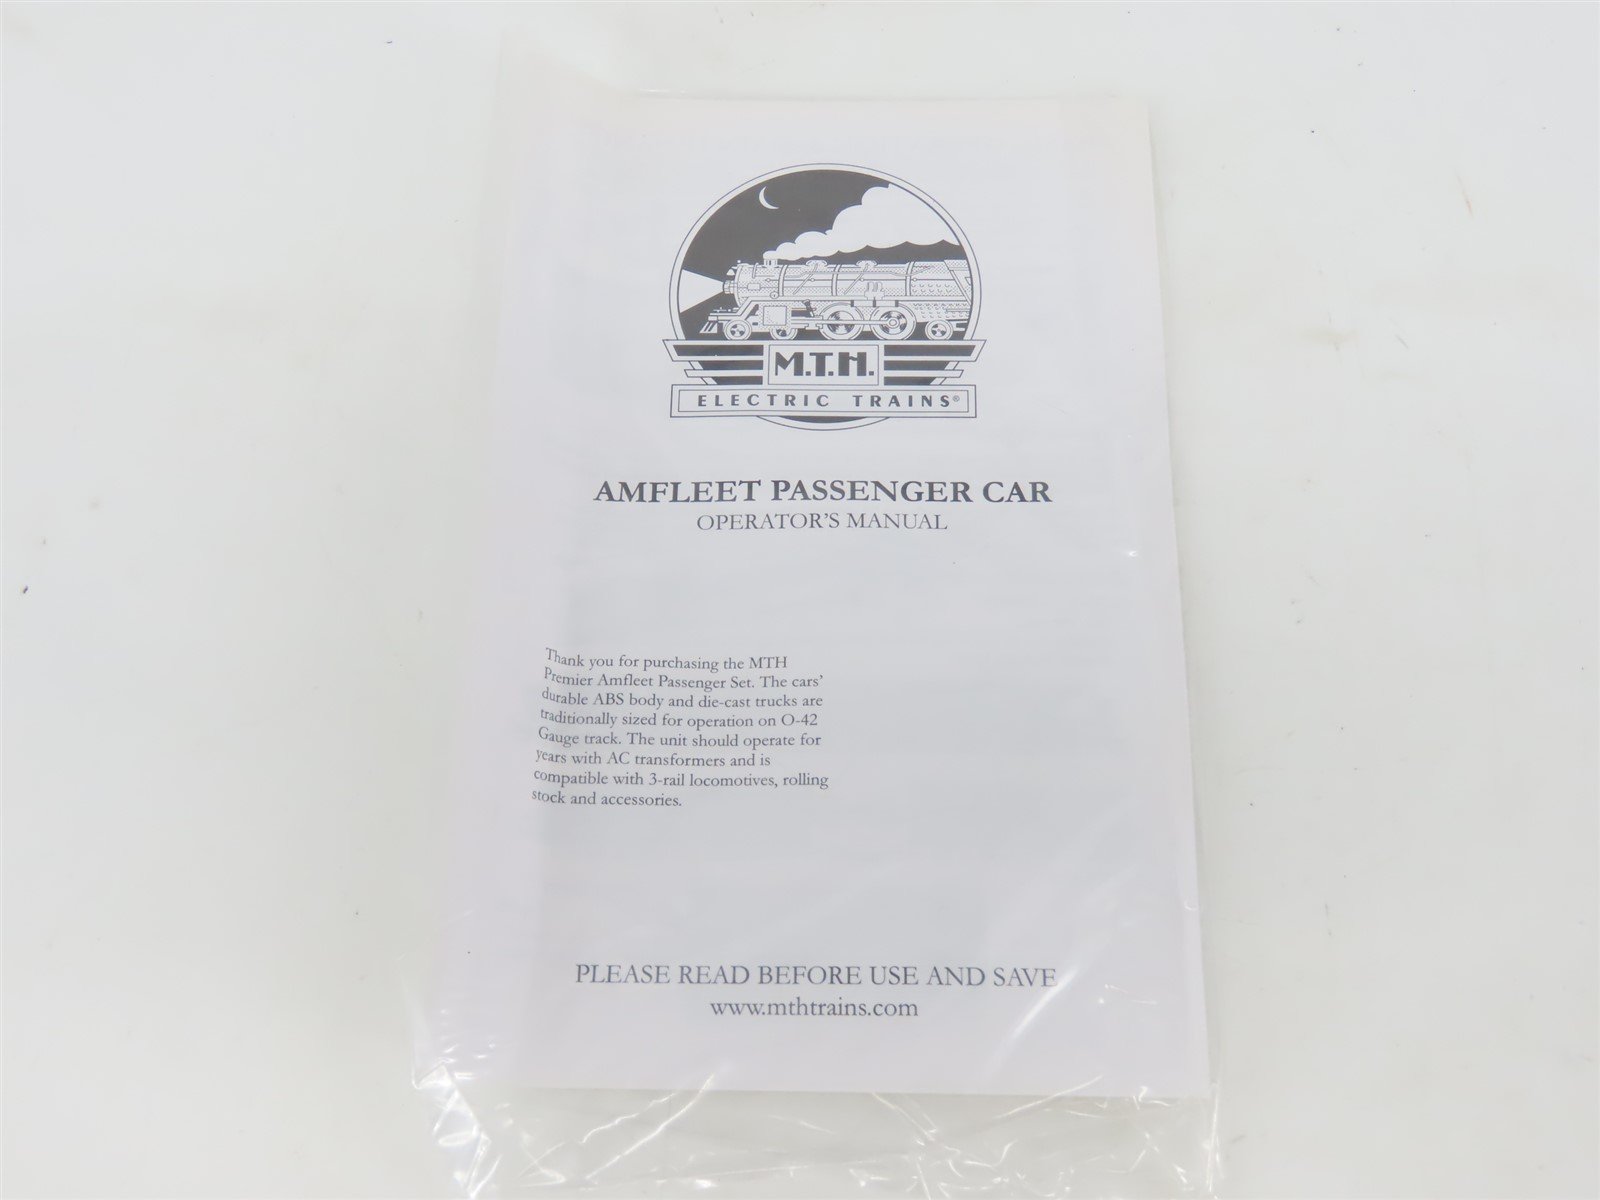 M.T.H.
ELECTRIC TRAINS®
AMFLEET PASSENGER CAR
OPERATOR'S MANUAL
Thank you for purchasing the MTH
Premier Amfleet Passenger Set. The cars'
durable ABS body and die-cast trucks are
traditionally sized for operation on O-42
Gauge track. The unit should operate for
years with AC transformers and is
compatible with 3-rail locomotives, rolling
stock and accessories.
PLEASE READ BEFORE USE AND SAVE
www.mthtrains.com